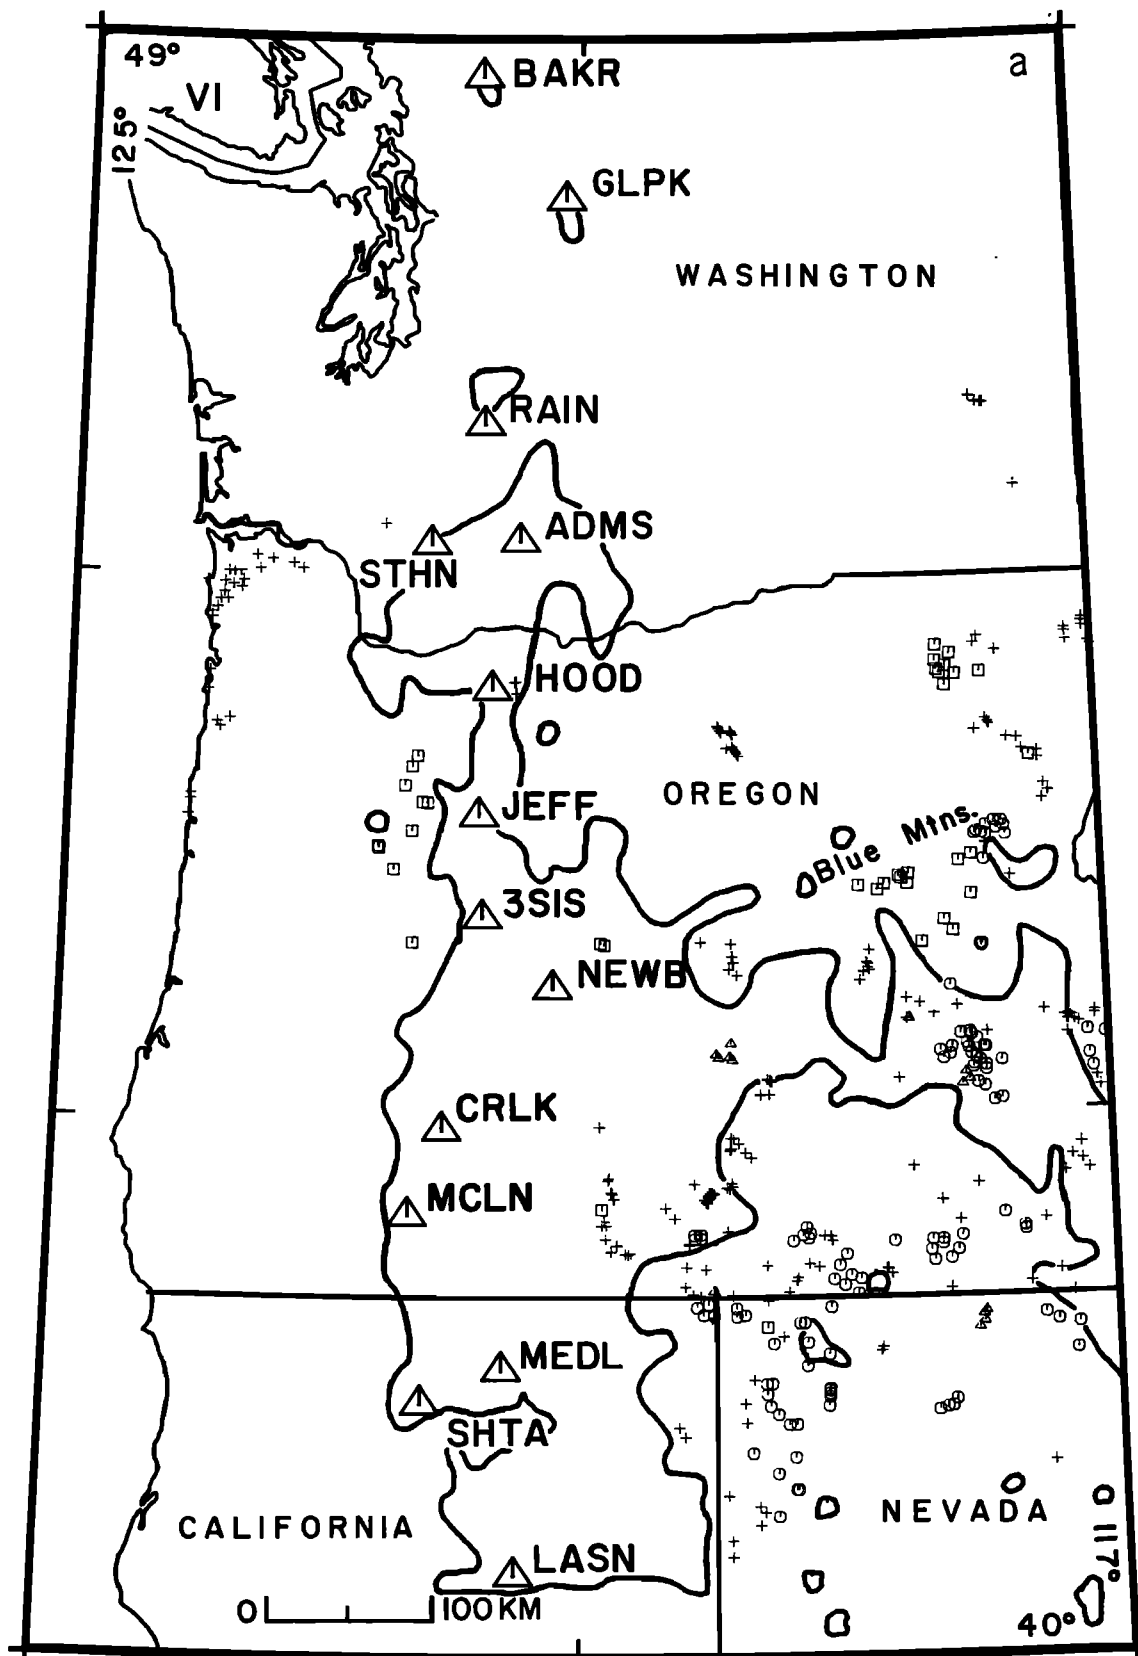 49°
a
BAKR
VI
125°
GLPK
WASHINGTON
RAIN
ADMS
STHN
HOOD
OREGON
JEFF
Blue Mtns.
3SIS
NEWB
CRLK
MCLN
MEDL
SHTA
NEVADA
CALIFORNIA
117°
LASN
0 100 KM
40°